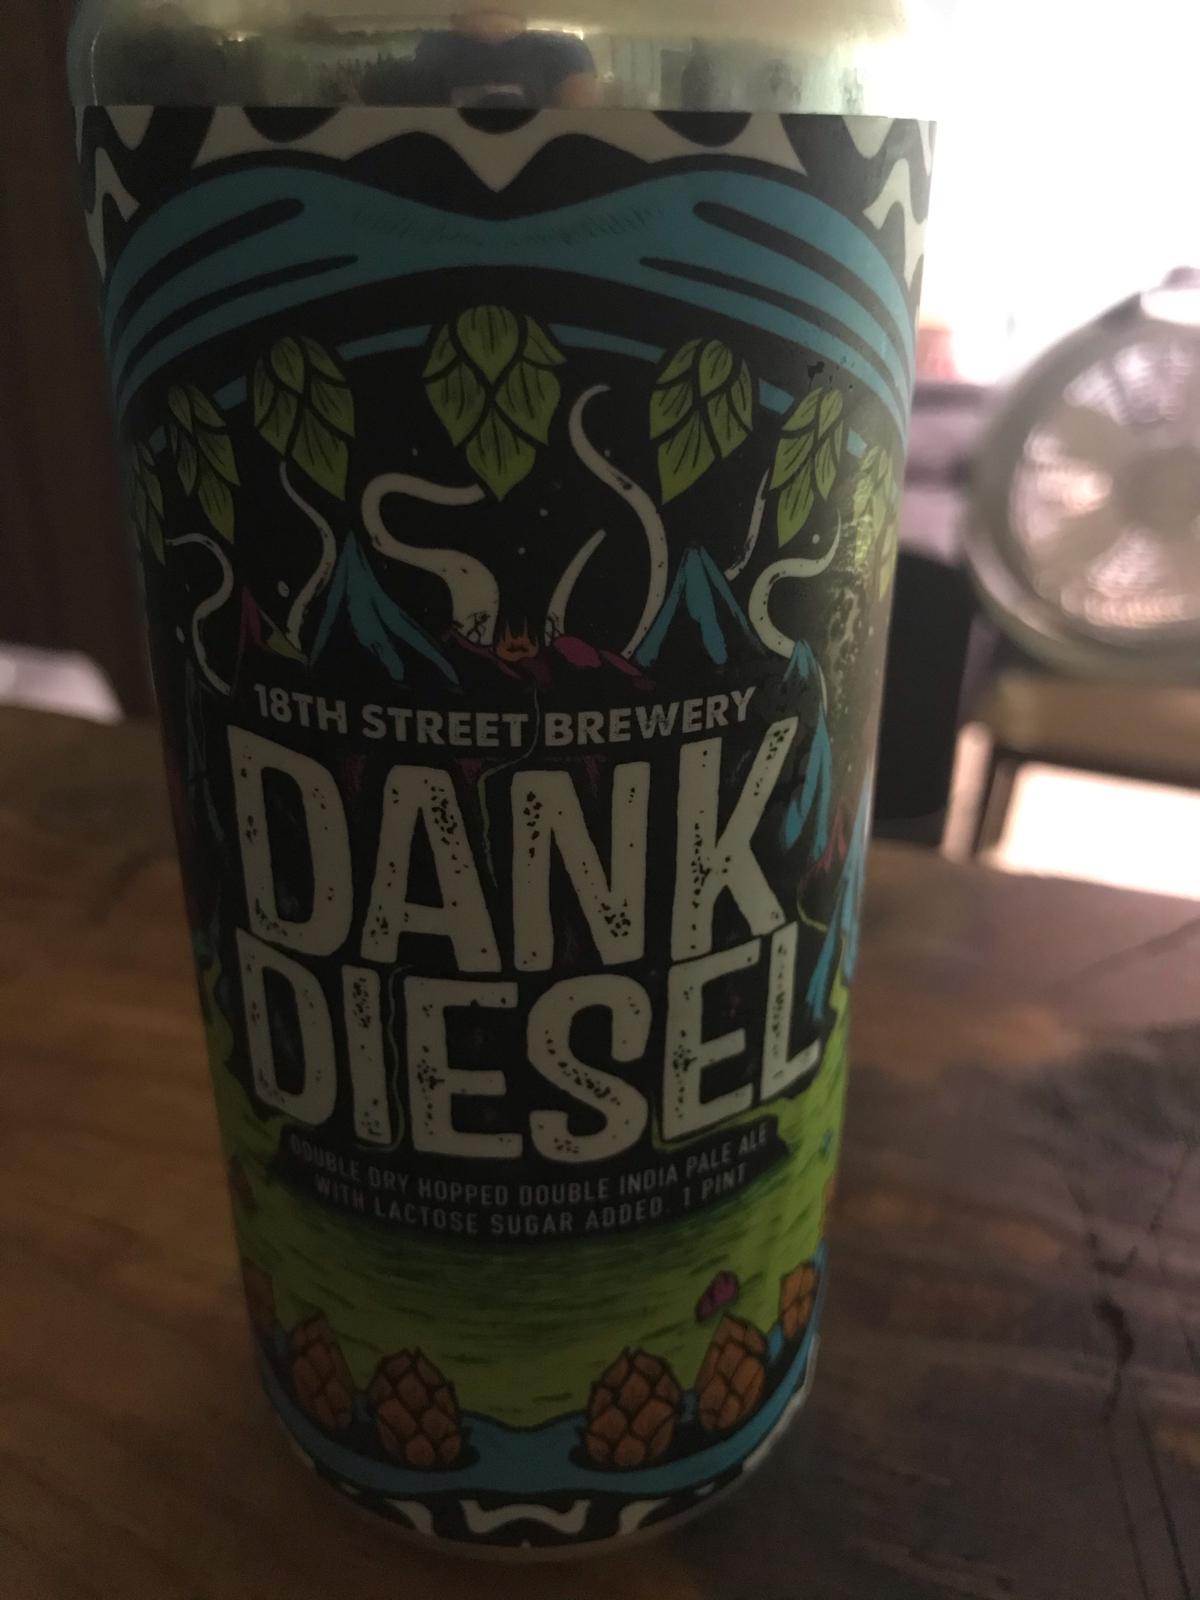 18TH STREET BREWERY
DANK
DIESEL
DOUBLE DRY HOPPED DOUBLE INDIA PALE ALE
WITH LACTOSE SUGAR ADDED. 1 PINT